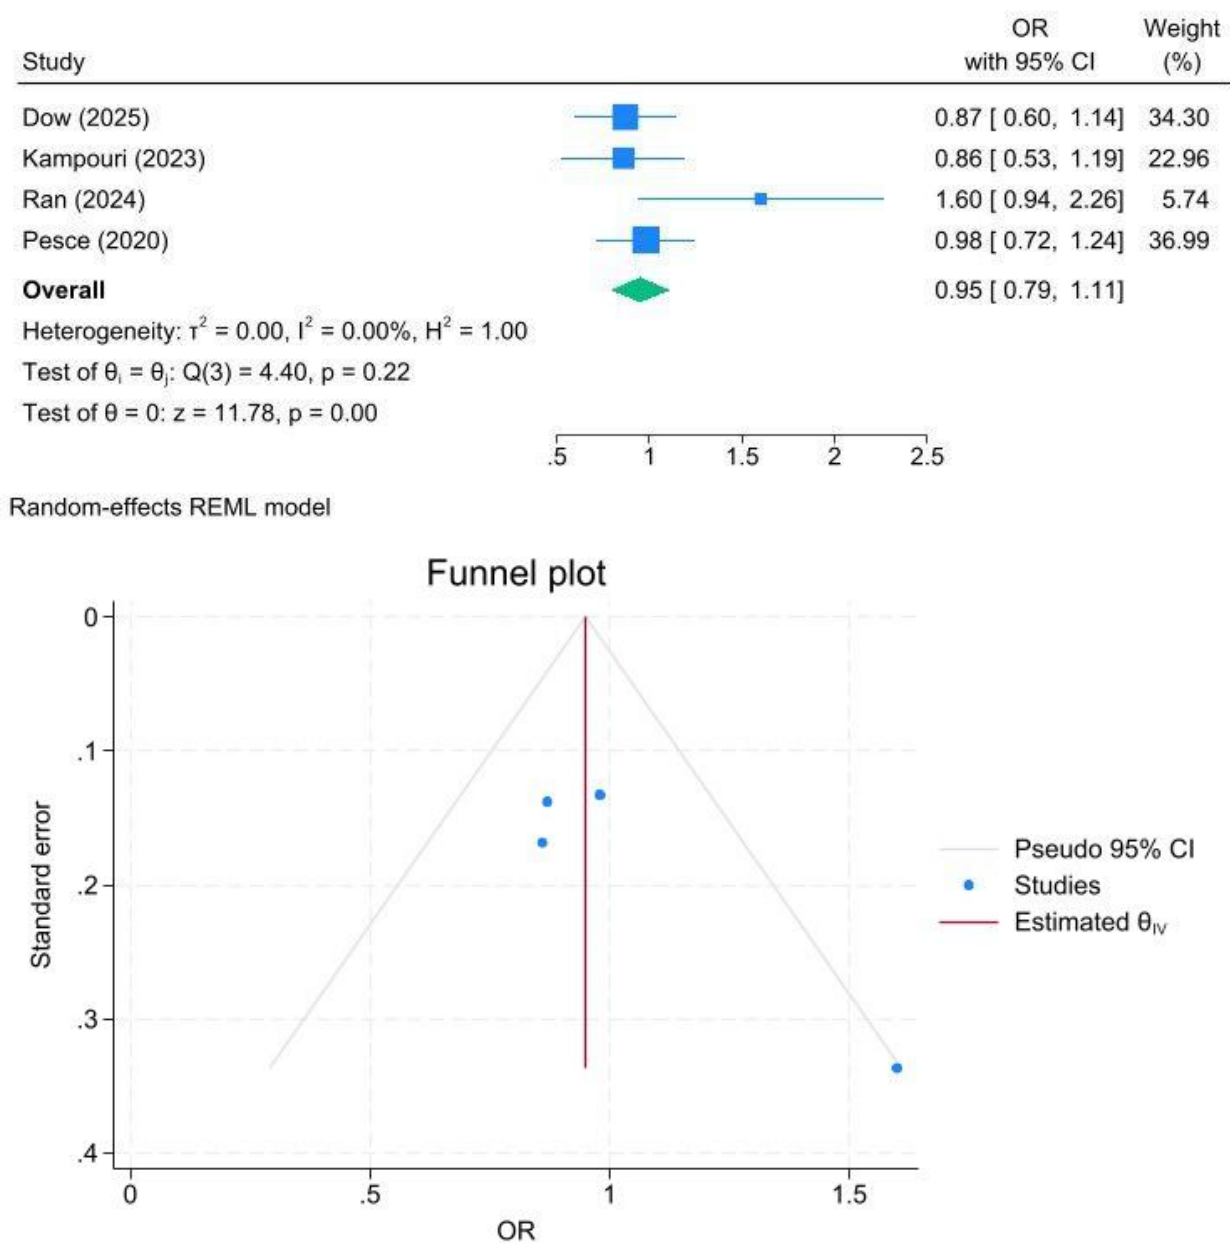 OR Weight
Study with 95% CI (%)
Dow (2025) 0.87 [ 0.60, 1.14] 34.30
Kampouri (2023) 0.86 [ 0.53, 1.19] 22.96
Ran (2024) 1.60 [ 0.94, 2.26] 5.74
Pesce (2020) 0.98 [ 0.72, 1.24] 36.99
Overall 0.95 [ 0.79, 1.11]
Heterogeneity: τ² = 0.00, I² = 0.00%, H² = 1.00
Test of θᵢ = θⱼ: Q(3) = 4.40, p = 0.22
Test of θ = 0: z = 11.78, p = 0.00
.5 1 1.5 2 2.5
Random-effects REML model
Funnel plot
0
.1
.2
.3
.4
Standard error
0 .5 1 1.5
OR
Pseudo 95% CI
Studies
Estimated θ_IV